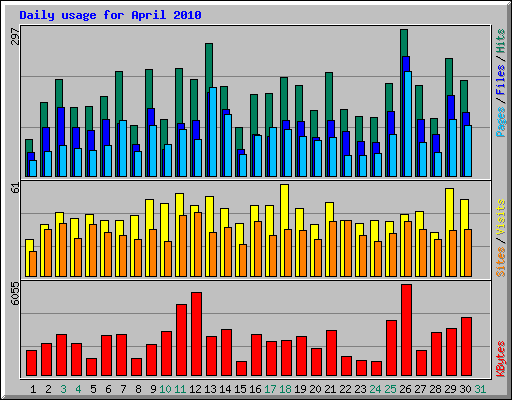 Daily usage for April 2010
297
Pages / Files / Hits
61
Sites / Visits
6055
KBytes
1 2 3 4 5 6 7 8 9 10 11 12 13 14 15 16 17 18 19 20 21 22 23 24 25 26 27 28 29 30 31